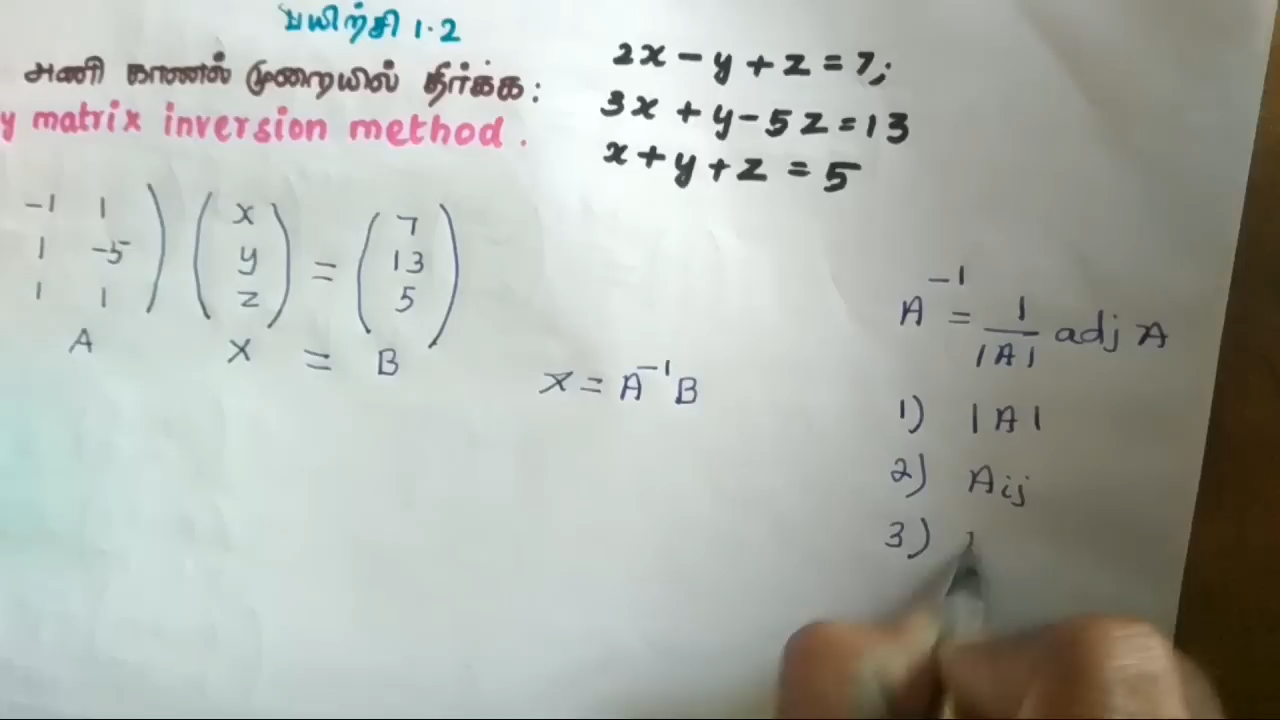 பயிற்சி 1.2
அணி காணல் முறையில் தீர்க்க:
y matrix inversion method.
2x - y + z = 7;
3x + y - 5z = 13
x + y + z = 5
-1 1 ) ( x ) = ( 7 )
1 -5 ) ( y ) = ( 13 )
1 1 ) ( z ) = ( 5 )
A X = B
X = A⁻¹B
A⁻¹ = 1/|A| adj A
1) |A|
2) Aij
3)